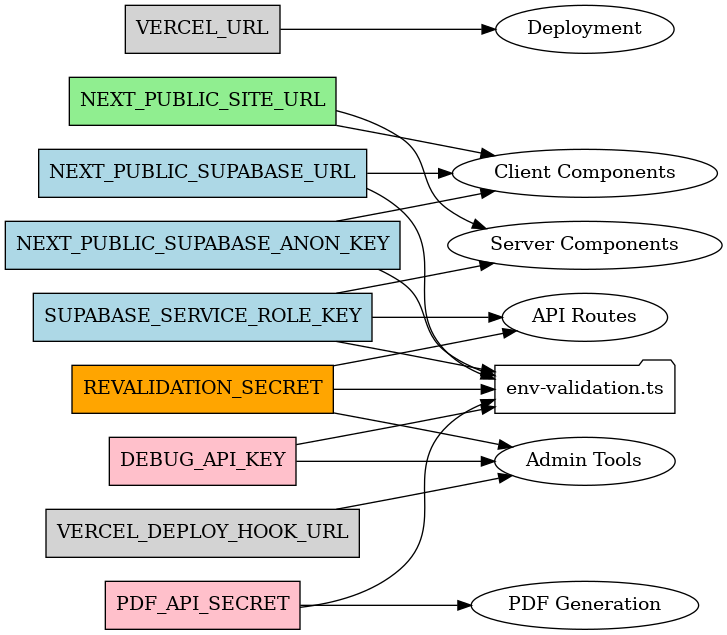 VERCEL_URL
Deployment
NEXT_PUBLIC_SITE_URL
NEXT_PUBLIC_SUPABASE_URL
Client Components
NEXT_PUBLIC_SUPABASE_ANON_KEY
Server Components
SUPABASE_SERVICE_ROLE_KEY
API Routes
REVALIDATION_SECRET
env-validation.ts
DEBUG_API_KEY
Admin Tools
VERCEL_DEPLOY_HOOK_URL
PDF_API_SECRET
PDF Generation